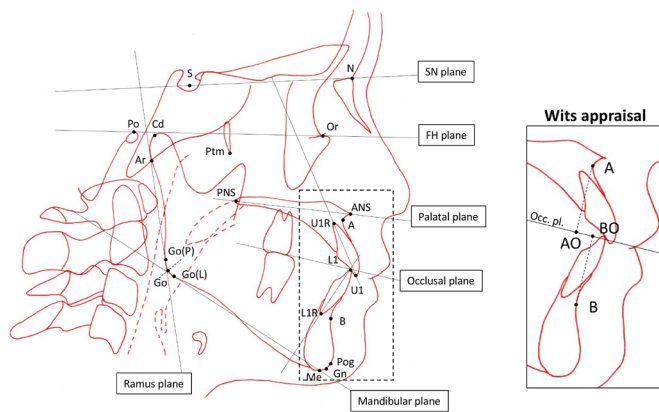 S
N
SN plane
Po
Cd
Or
FH plane
Ar
Ptm
PNS
ANS
U1R
A
Palatal plane
Go(P)
L1
Go(L)
Go
U1
Occlusal plane
L1R
B
Pog
Me
Gn
Ramus plane
Mandibular plane
Wits appraisal
A
Occ. pl.
AO
BO
B